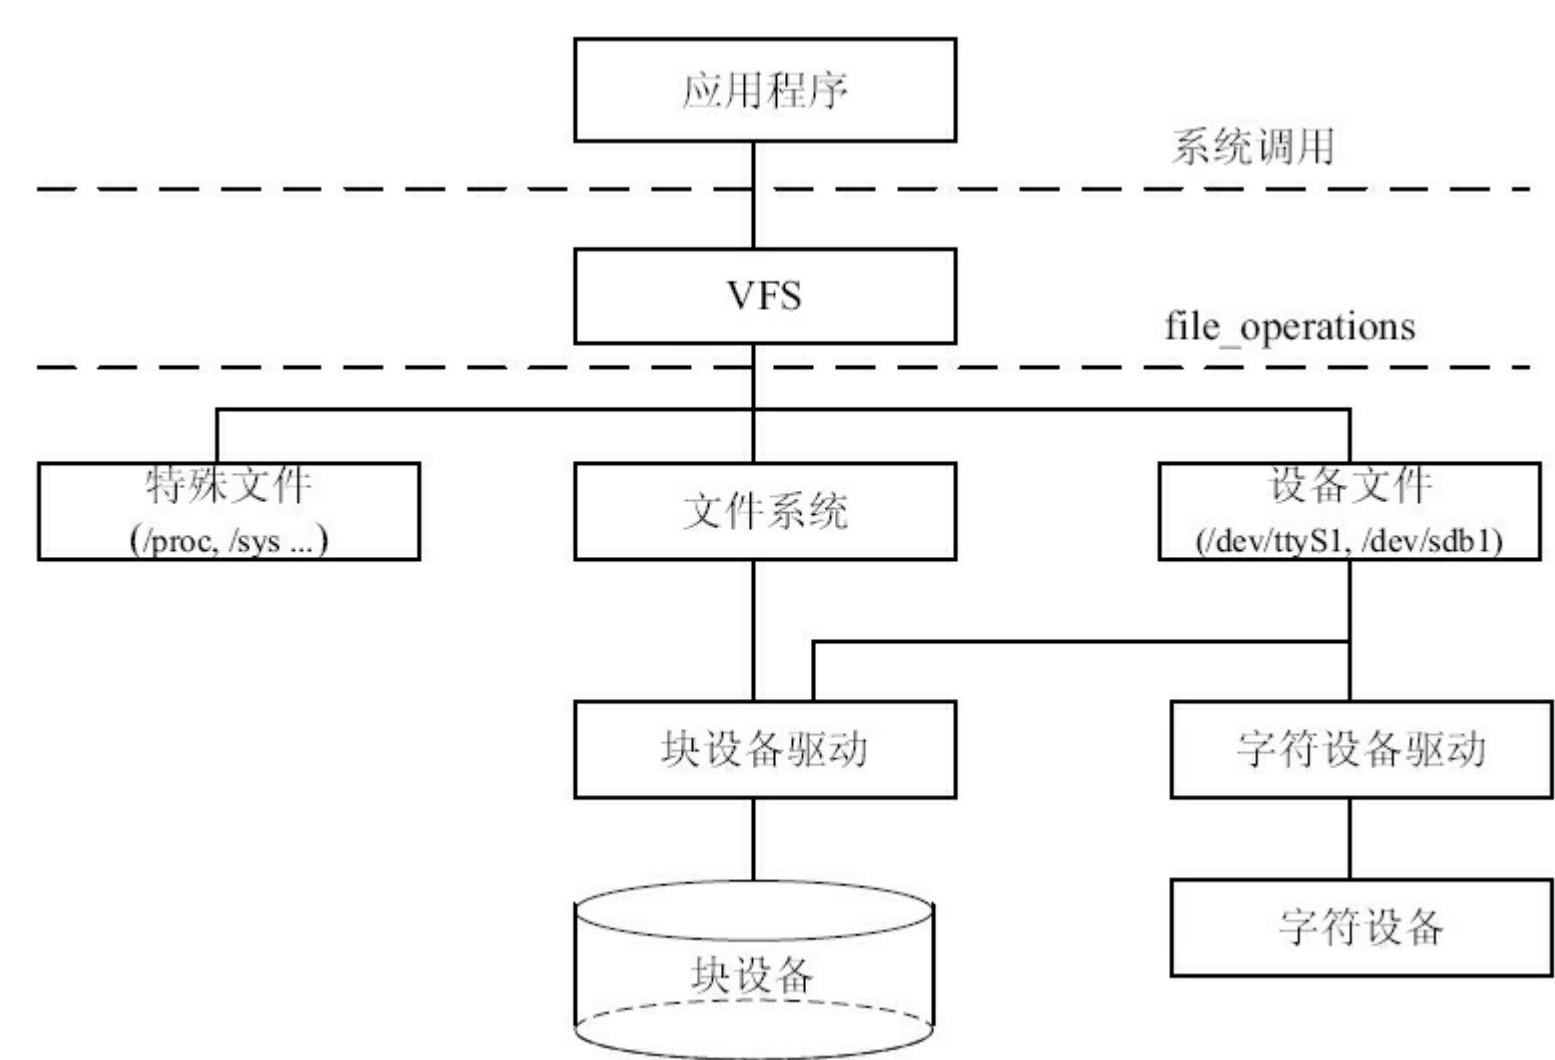 应用程序
系统调用
VFS
file_operations
特殊文件
(/proc, /sys ...)
文件系统
设备文件
(/dev/ttyS1, /dev/sdb1)
块设备驱动
字符设备驱动
字符设备
块设备